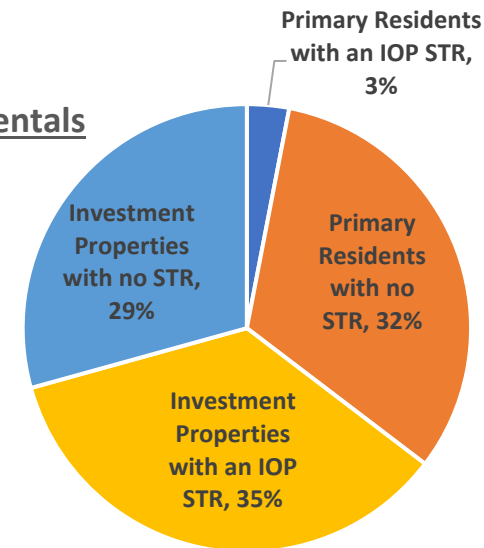 Primary Residents
with an IOP STR,
3%
entals
Investment
Properties
with no STR,
29%
Primary
Residents
with no
STR, 32%
Investment
Properties
with an IOP
STR, 35%